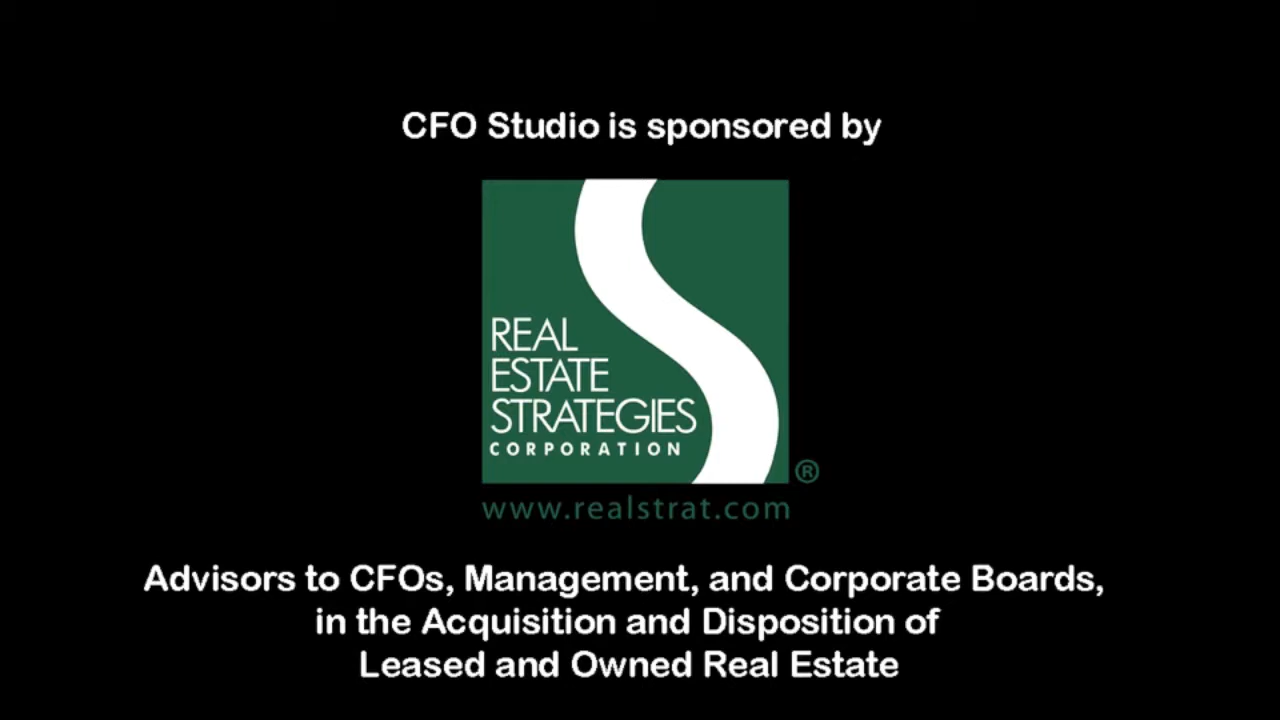 CFO Studio is sponsored by
REAL
ESTATE
STRATEGIES
CORPORATION
®
www.realstrat.com
Advisors to CFOs, Management, and Corporate Boards,
in the Acquisition and Disposition of
Leased and Owned Real Estate